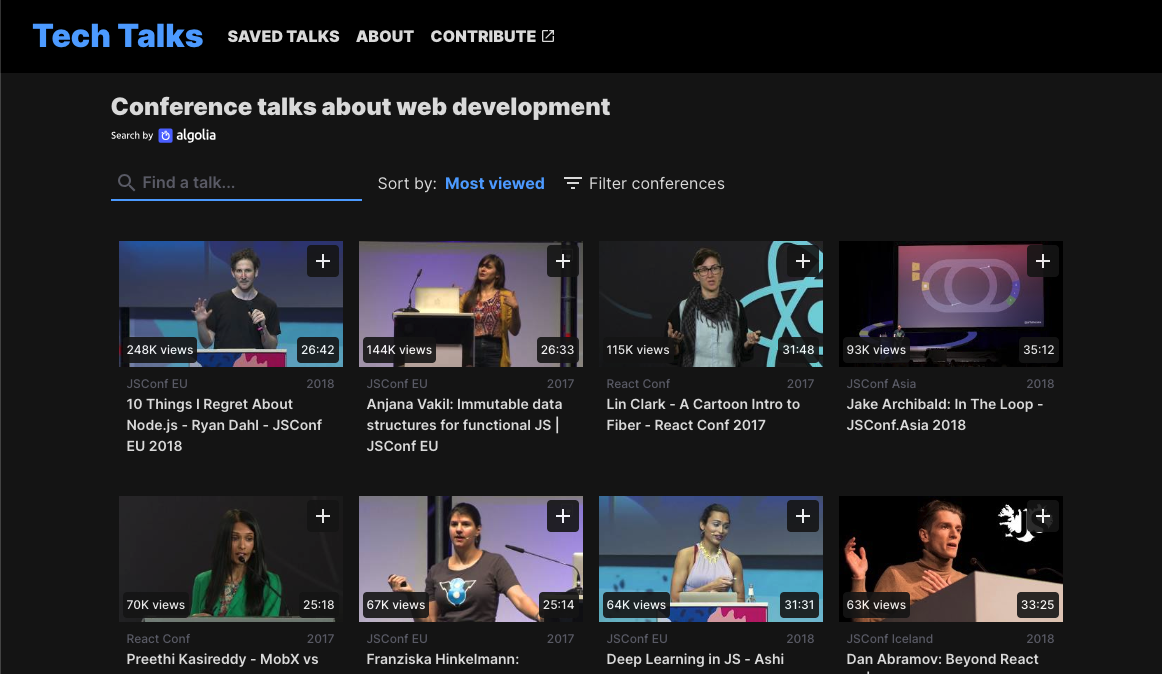 Tech Talks SAVED TALKS ABOUT CONTRIBUTE
Conference talks about web development
Search by algolia
Find a talk...
Sort by: Most viewed
Filter conferences
248K views 26:42
JSConf EU 2018
10 Things I Regret About
Node.js - Ryan Dahl - JSConf
EU 2018
144K views 26:33
JSConf EU 2017
Anjana Vakil: Immutable data
structures for functional JS |
JSConf EU
115K views 31:48
React Conf 2017
Lin Clark - A Cartoon Intro to
Fiber - React Conf 2017
93K views 35:12
JSConf Asia 2018
Jake Archibald: In The Loop -
JSConf.Asia 2018
70K views 25:18
React Conf 2017
Preethi Kasireddy - MobX vs
67K views 25:14
JSConf EU 2017
Franziska Hinkelmann:
64K views 31:31
JSConf EU 2018
Deep Learning in JS - Ashi
63K views 33:25
JSConf Iceland 2018
Dan Abramov: Beyond React